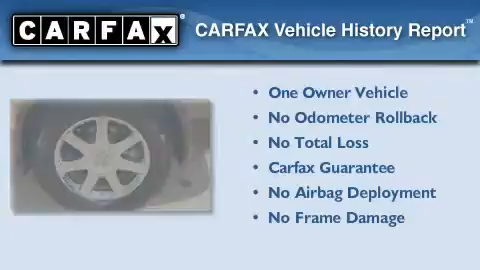 CARFAX® CARFAX Vehicle History Report™
• One Owner Vehicle
• No Odometer Rollback
• No Total Loss
• Carfax Guarantee
• No Airbag Deployment
• No Frame Damage